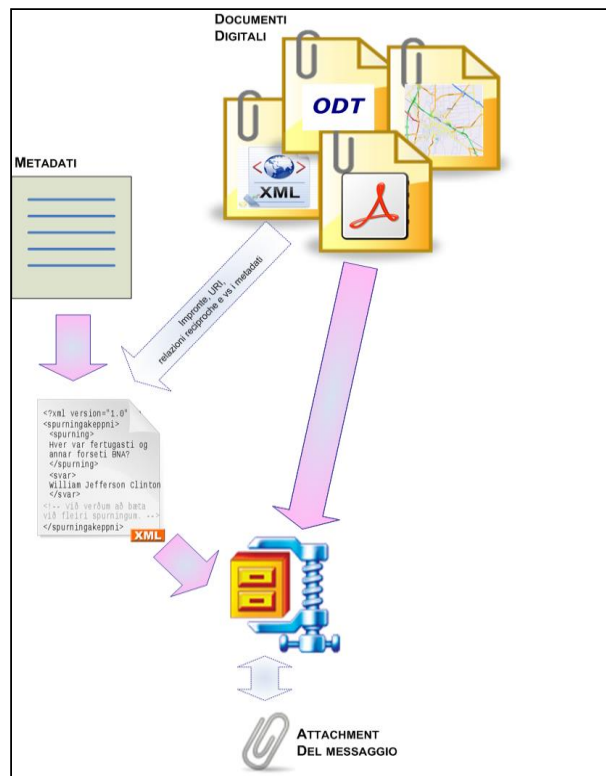 DOCUMENTI
DIGITALI
ODT
< >
XML
METADATI
Impronte, URI,
relazioni reciproche e vs i metadati
<?xml version="1.0"
<spurningakeppni>
<spurning>
Hver var fertugasti og
annar forseti BNA?
</spurning>
<svar>
William Jefferson Clinton
</svar>
<!-- við verðum að bæta
við fleiri spurningum. -->
</spurningakeppni>
XML
ATTACHMENT
DEL MESSAGGIO